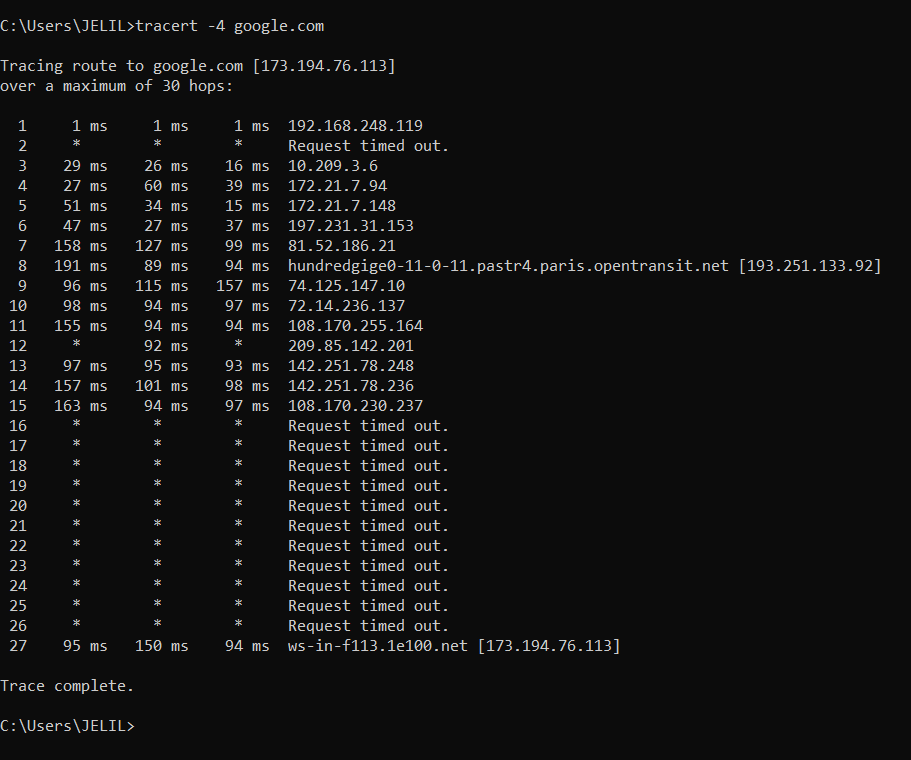 C:\Users\JELIL>tracert -4 google.com
Tracing route to google.com [173.194.76.113]
over a maximum of 30 hops:
1 1 ms 1 ms 1 ms 192.168.248.119
2 * * * Request timed out.
3 29 ms 26 ms 16 ms 10.209.3.6
4 27 ms 60 ms 39 ms 172.21.7.94
5 51 ms 34 ms 15 ms 172.21.7.148
6 47 ms 27 ms 37 ms 197.231.31.153
7 158 ms 127 ms 99 ms 81.52.186.21
8 191 ms 89 ms 94 ms hundredgige0-11-0-11.pastr4.paris.opentransit.net [193.251.133.92]
9 96 ms 115 ms 157 ms 74.125.147.10
10 98 ms 94 ms 97 ms 72.14.236.137
11 155 ms 94 ms 94 ms 108.170.255.164
12 * 92 ms * 209.85.142.201
13 97 ms 95 ms 93 ms 142.251.78.248
14 157 ms 101 ms 98 ms 142.251.78.236
15 163 ms 94 ms 97 ms 108.170.230.237
16 * * * Request timed out.
17 * * * Request timed out.
18 * * * Request timed out.
19 * * * Request timed out.
20 * * * Request timed out.
21 * * * Request timed out.
22 * * * Request timed out.
23 * * * Request timed out.
24 * * * Request timed out.
25 * * * Request timed out.
26 * * * Request timed out.
27 95 ms 150 ms 94 ms ws-in-f113.1e100.net [173.194.76.113]
Trace complete.
C:\Users\JELIL>